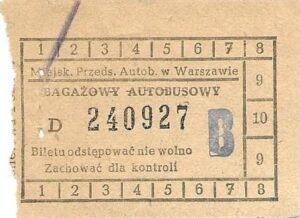 1 2 3 4 5 6 7 8
Miejsk. Przeds. Autob. w Warszawie
BAGAŻOWY AUTOBUSOWY
D 240927 B
Biletu odstępować nie wolno
Zachować dla kontroli
9
10
9
1 2 3 4 5 6 7 8